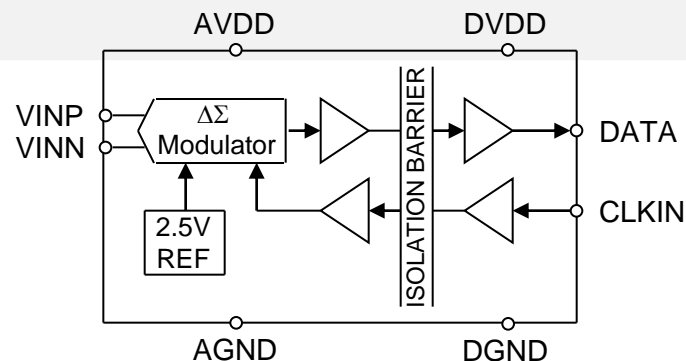 AVDD
DVDD
VINP
VINN
ΔΣ
Modulator
ISOLATION BARRIER
DATA
CLKIN
2.5V
REF
AGND
DGND